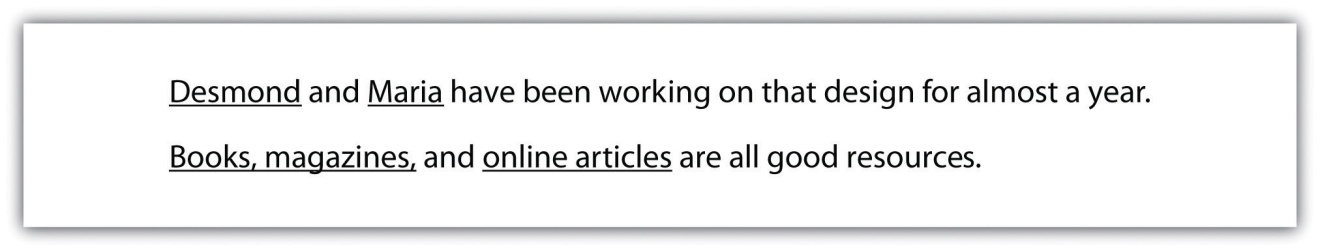 Desmond and Maria have been working on that design for almost a year.
Books, magazines, and online articles are all good resources.